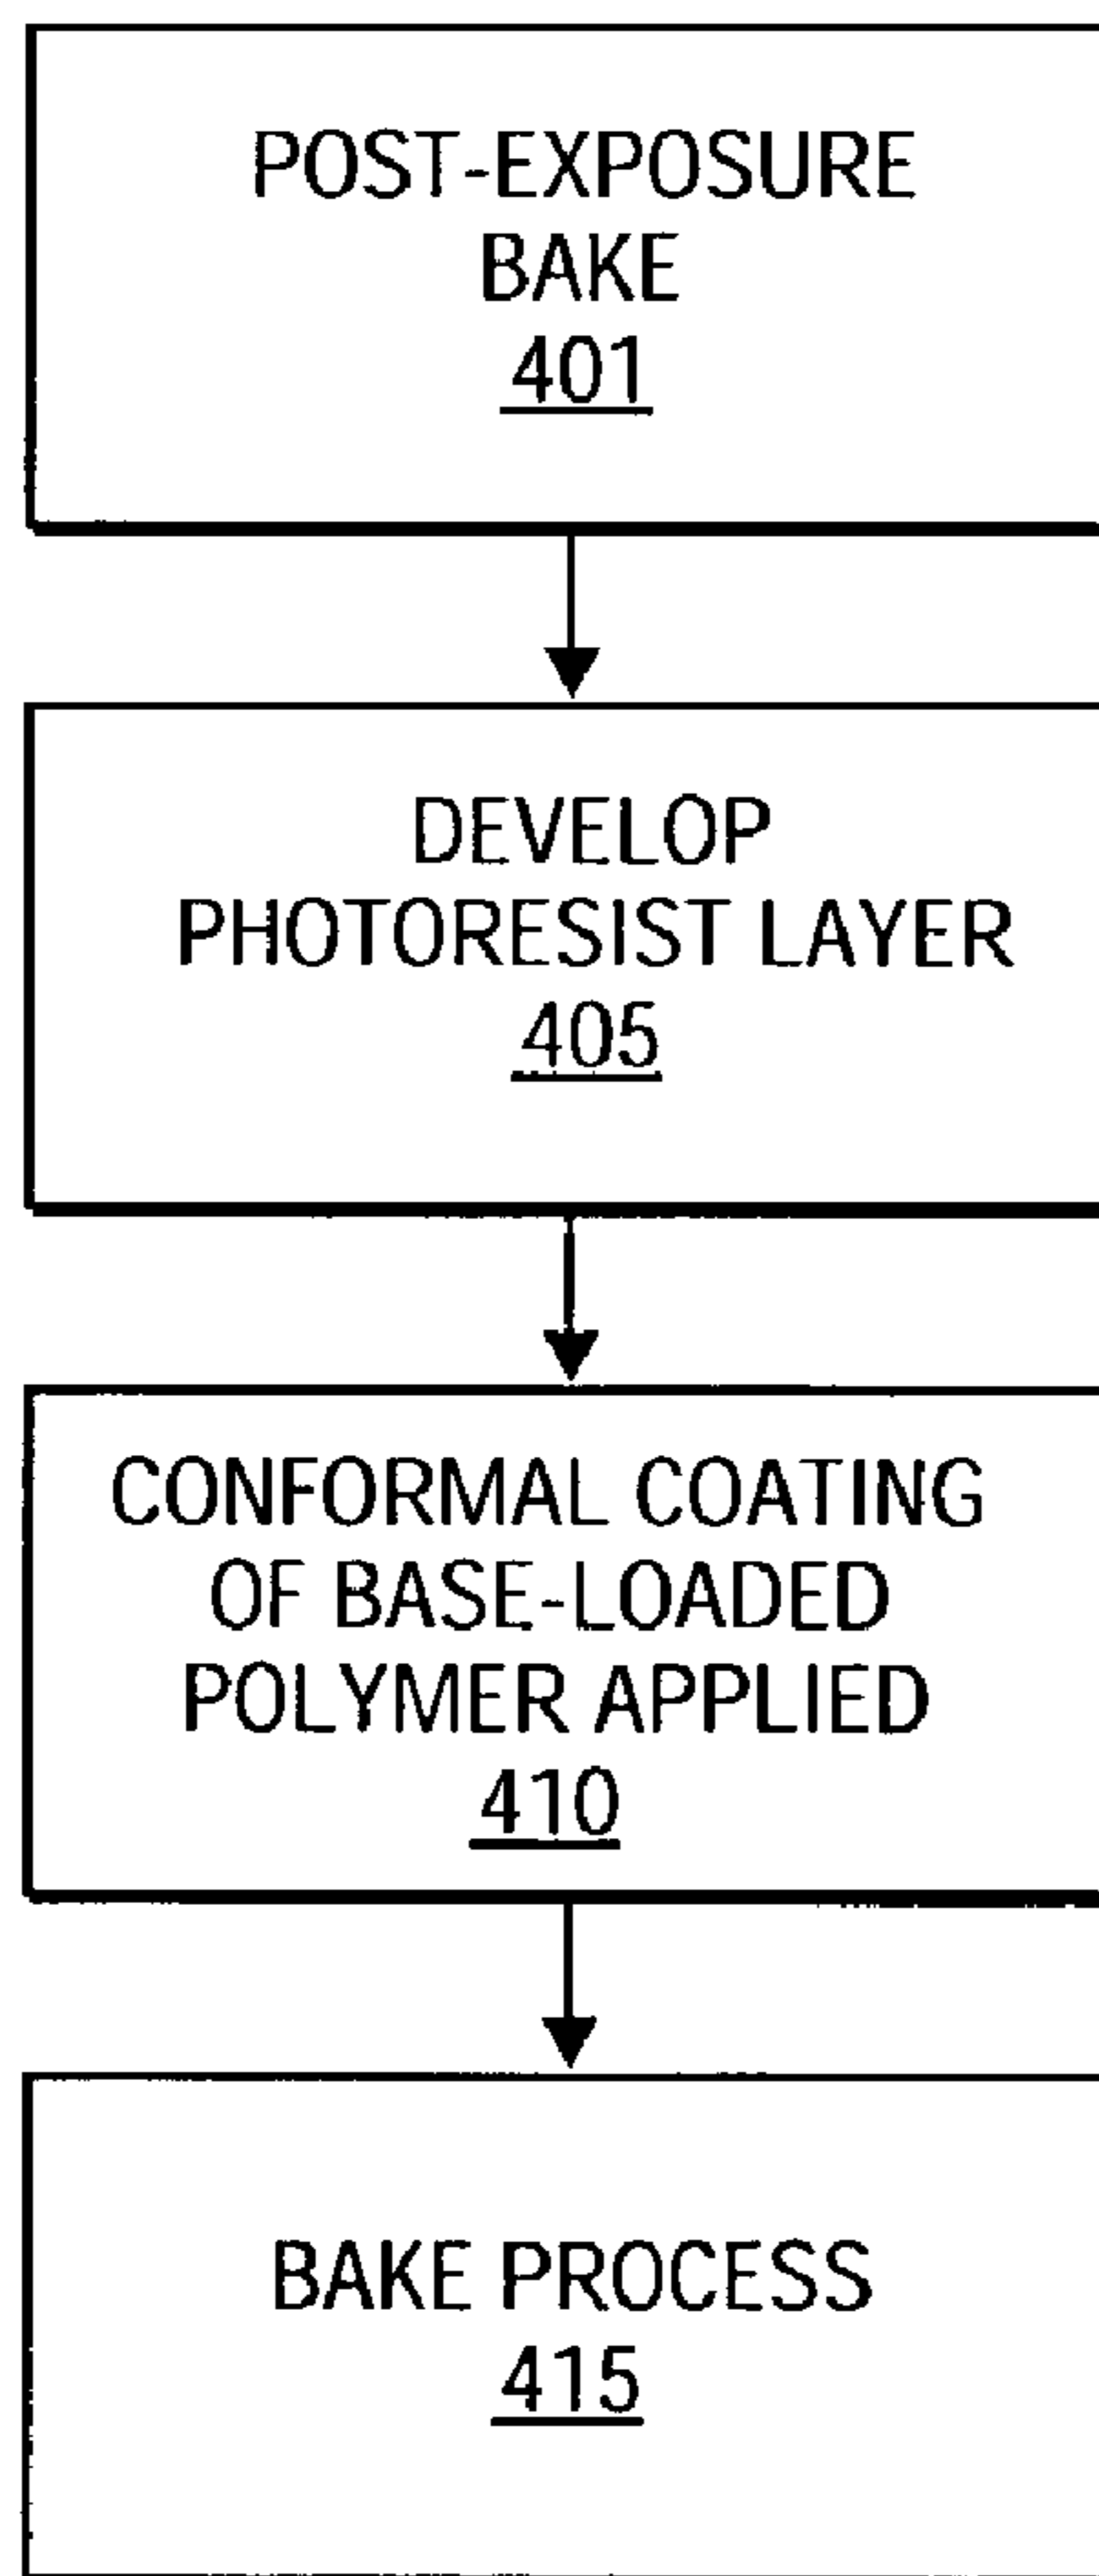 POST-EXPOSURE
BAKE
401
DEVELOP
PHOTORESIST LAYER
405
CONFORMAL COATING
OF BASE-LOADED
POLYMER APPLIED
410
BAKE PROCESS
415